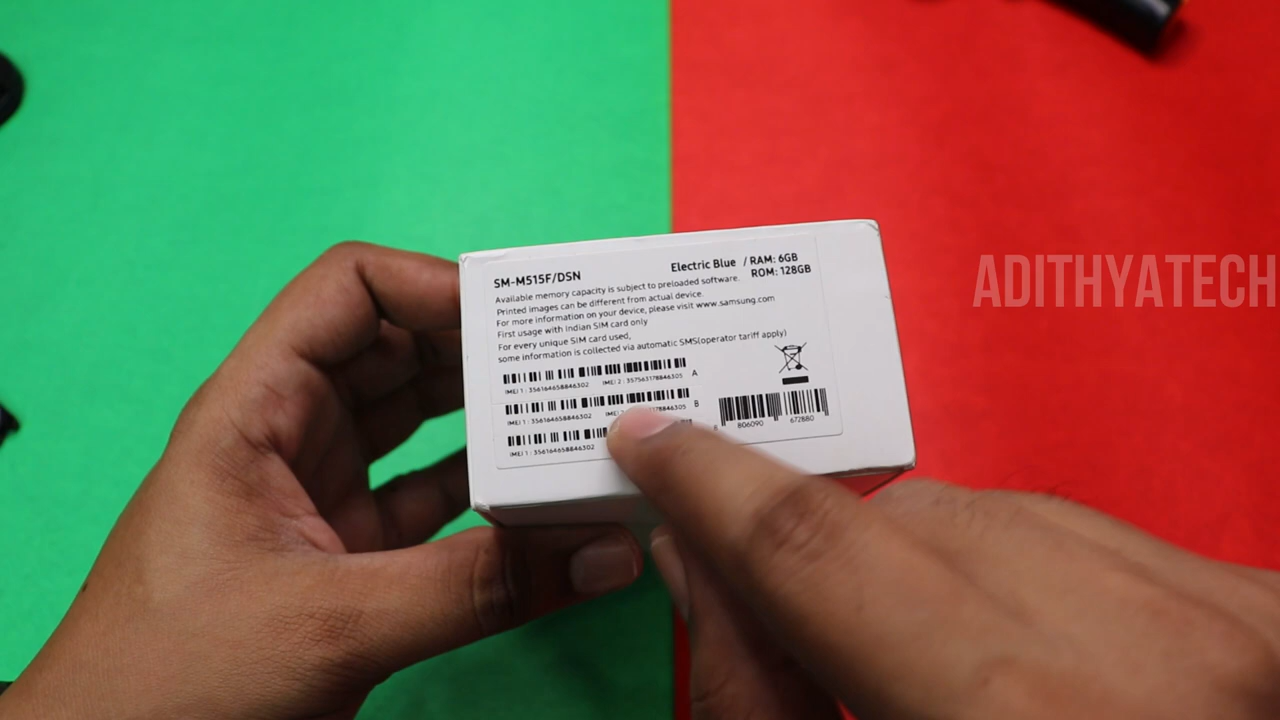 SM-M515F/DSN
Electric Blue / RAM: 6GB
ROM: 128GB
Available memory capacity is subject to preloaded software.
Printed images can be different from actual device.
For more information on your device, please visit www.samsung.com
First usage with Indian SIM card only
For every unique SIM card used,
some information is collected via automatic SMS(operator tariff apply)
IMEI 1 : 356164658846302 IMEI 2 : 357563178846305 A
IMEI 1 : 356164658846302 IMEI 178846305 B
IMEI 1 : 356164658846302
8 806090 672880
ADITHYATECH